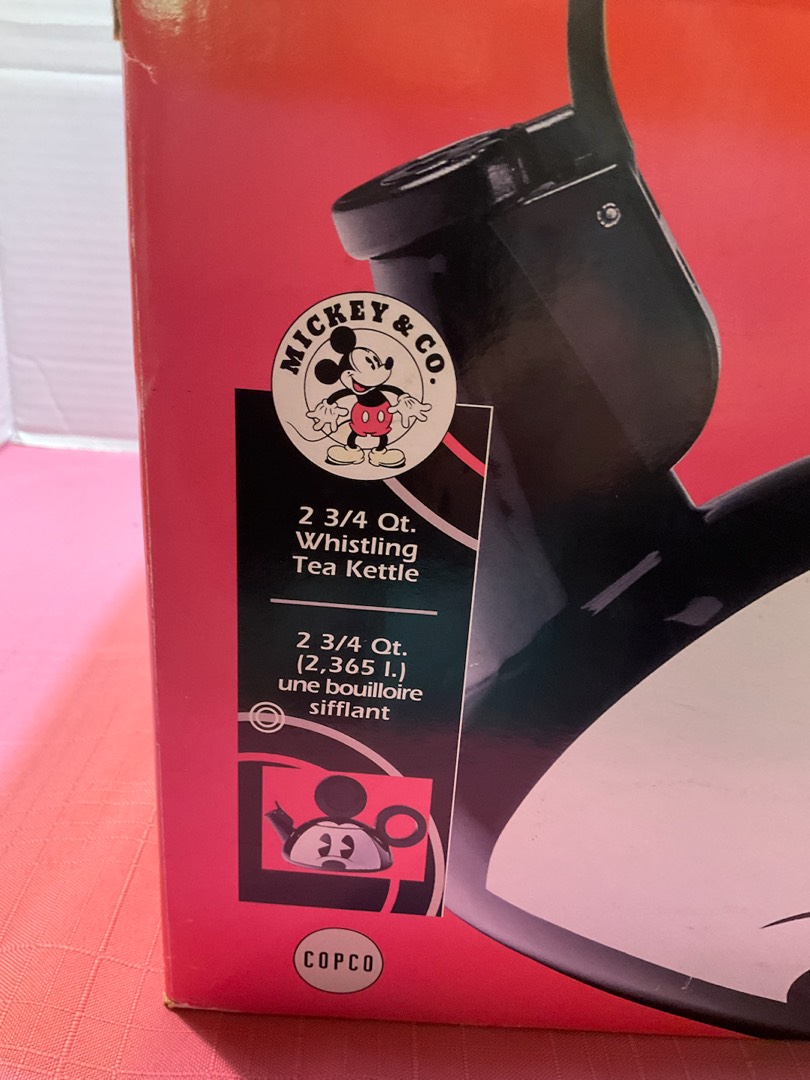 MICKEY & CO.
2 3/4 Qt.
Whistling
Tea Kettle
2 3/4 Qt.
(2,365 l.)
une bouilloire
sifflant
COPCO